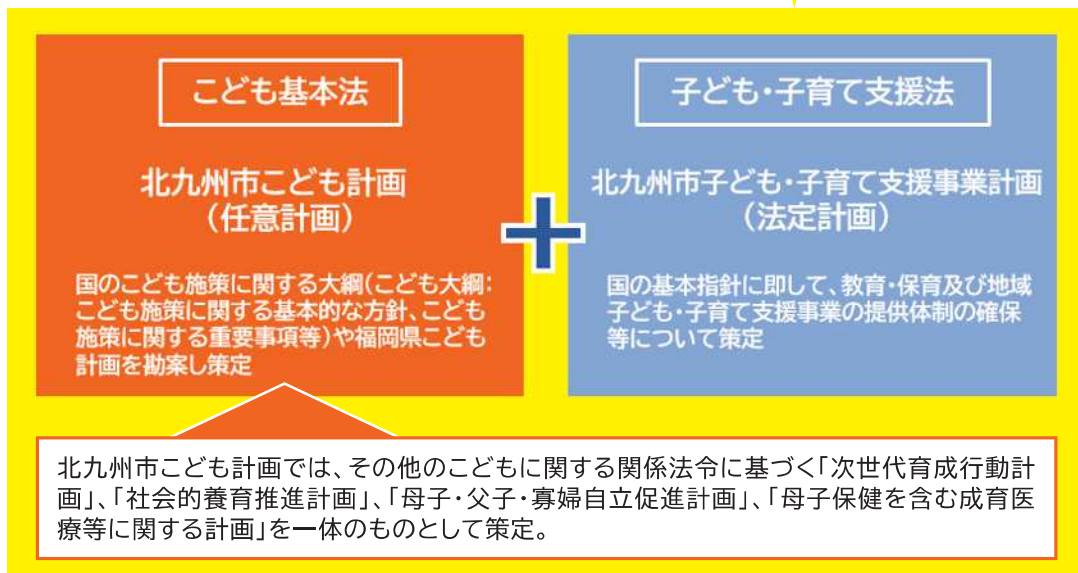 こども基本法
北九州市こども計画
（任意計画）
国のこども施策に関する大綱（こども大綱：
こども施策に関する基本的な方針、こども
施策に関する重要事項等）や福岡県こども
計画を勘案し策定
子ども・子育て支援法
北九州市子ども・子育て支援事業計画
（法定計画）
国の基本指針に即して、教育・保育及び地域
子ども・子育て支援事業の提供体制の確保
等について策定
北九州市こども計画では、その他のこどもに関する関係法令に基づく「次世代育成行動計
画」、「社会的養育推進計画」、「母子・父子・寡婦自立促進計画」、「母子保健を含む成育医
療等に関する計画」を一体のものとして策定。